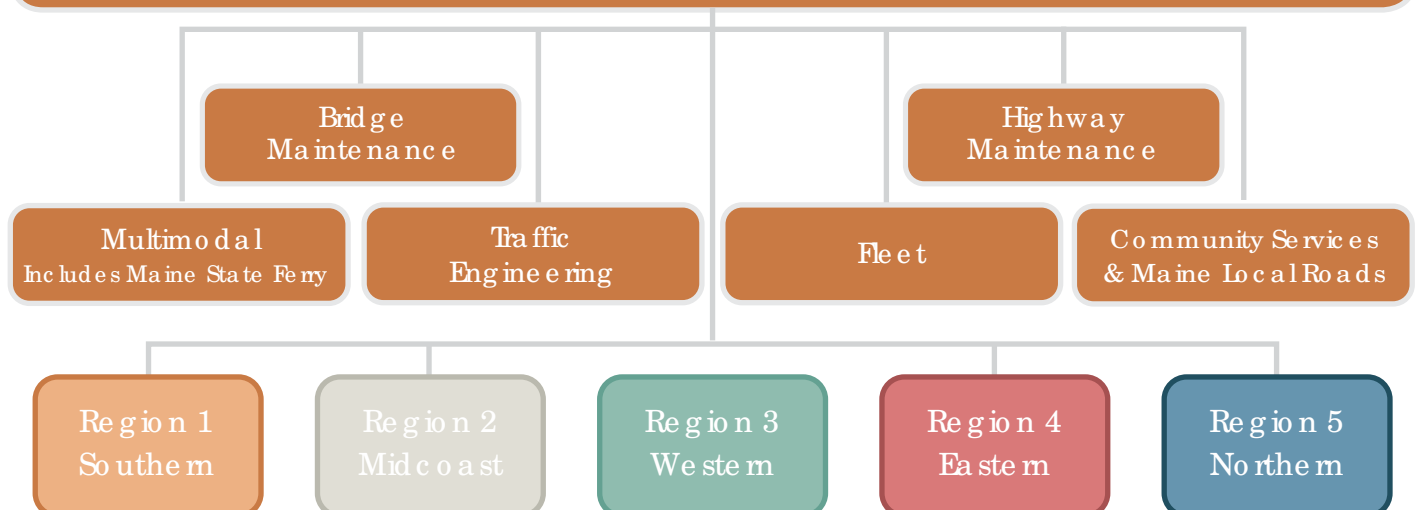 Bridge
Maintenance
Highway
Maintenance
Multimodal
Includes Maine State Ferry
Traffic
Engineering
Fleet
Community Services
& Maine Local Roads
Region 1
Southern
Region 2
Midcoast
Region 3
Western
Region 4
Eastern
Region 5
Northern